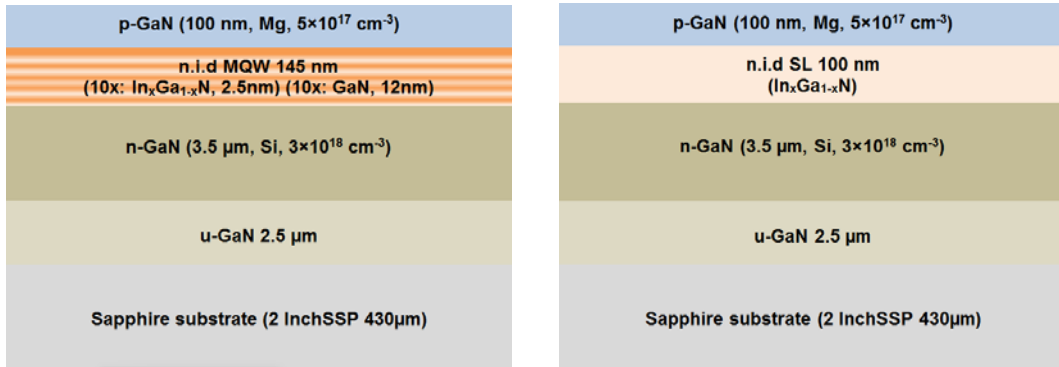 p-GaN (100 nm, Mg, 5×10¹⁷ cm⁻³)
n.i.d MQW 145 nm
(10x: InₓGa₁₋ₓN, 2.5nm) (10x: GaN, 12nm)
n-GaN (3.5 µm, Si, 3×10¹⁸ cm⁻³)
u-GaN 2.5 µm
Sapphire substrate (2 InchSSP 430µm)
p-GaN (100 nm, Mg, 5×10¹⁷ cm⁻³)
n.i.d SL 100 nm
(InₓGa₁₋ₓN)
n-GaN (3.5 µm, Si, 3×10¹⁸ cm⁻³)
u-GaN 2.5 µm
Sapphire substrate (2 InchSSP 430µm)